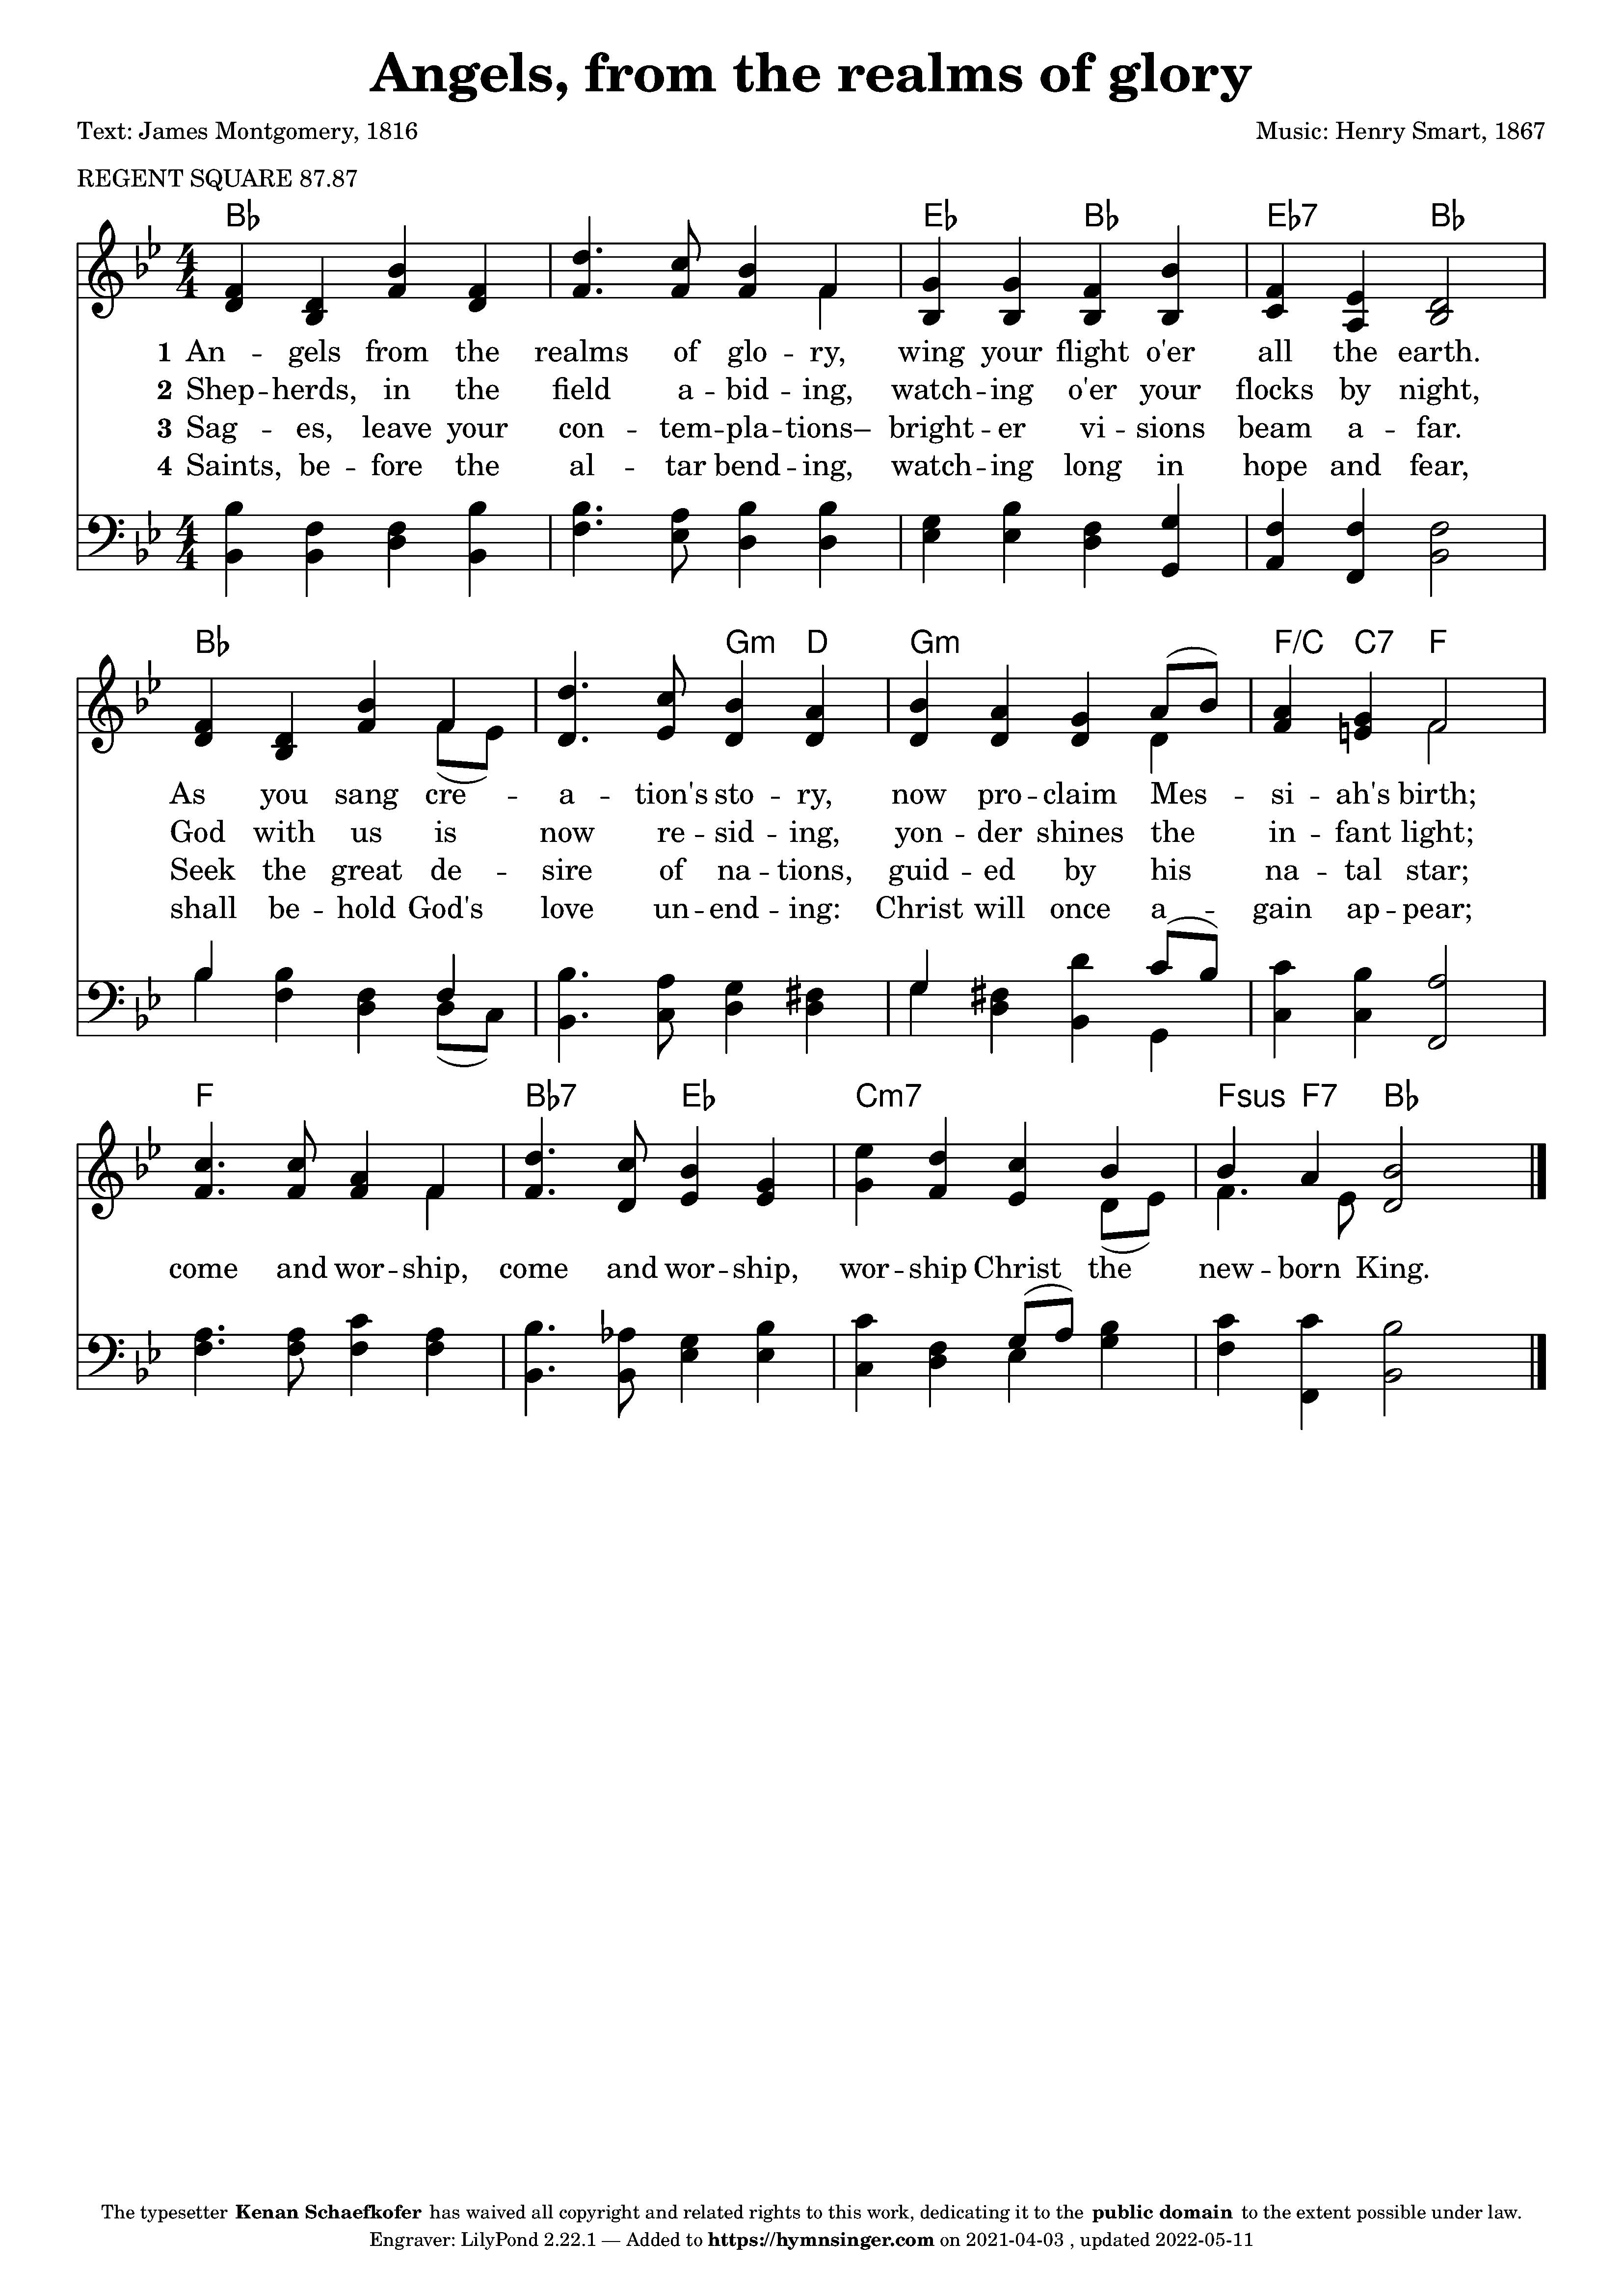 Angels, from the realms of glory
Text: James Montgomery, 1816
Music: Henry Smart, 1867
REGENT SQUARE 87.87
B♭ E♭ B♭ E♭7 B♭
4 4
1 An -- gels from the realms of glo -- ry, wing your flight o'er all the earth.
2 Shep -- herds, in the field a -- bid -- ing, watch -- ing o'er your flocks by night,
3 Sag -- es, leave your con -- tem -- pla -- tions– bright -- er vi -- sions beam a -- far.
4 Saints, be -- fore the al -- tar bend -- ing, watch -- ing long in hope and fear,
4 4
B♭ Gm D Gm F/C C7 F
As you sang cre -- a -- tion's sto -- ry, now pro -- claim Mes -- si -- ah's birth;
God with us is now re -- sid -- ing, yon -- der shines the in -- fant light;
Seek the great de -- sire of na -- tions, guid -- ed by his na -- tal star;
shall be -- hold God's love un -- end -- ing: Christ will once a -- gain ap -- pear;
F B♭7 E♭ Cm7 Fsus F7 B♭
come and wor -- ship, come and wor -- ship, wor -- ship Christ the new -- born King.
The typesetter Kenan Schaefkofer has waived all copyright and related rights to this work, dedicating it to the public domain to the extent possible under law.
Engraver: LilyPond 2.22.1 — Added to https://hymnsinger.com on 2021-04-03 , updated 2022-05-11